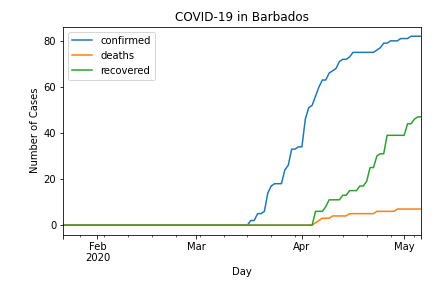 COVID-19 in Barbados
confirmed
deaths
recovered
80
60
40
20
0
Number of Cases
Feb
2020
Mar
Apr
May
Day